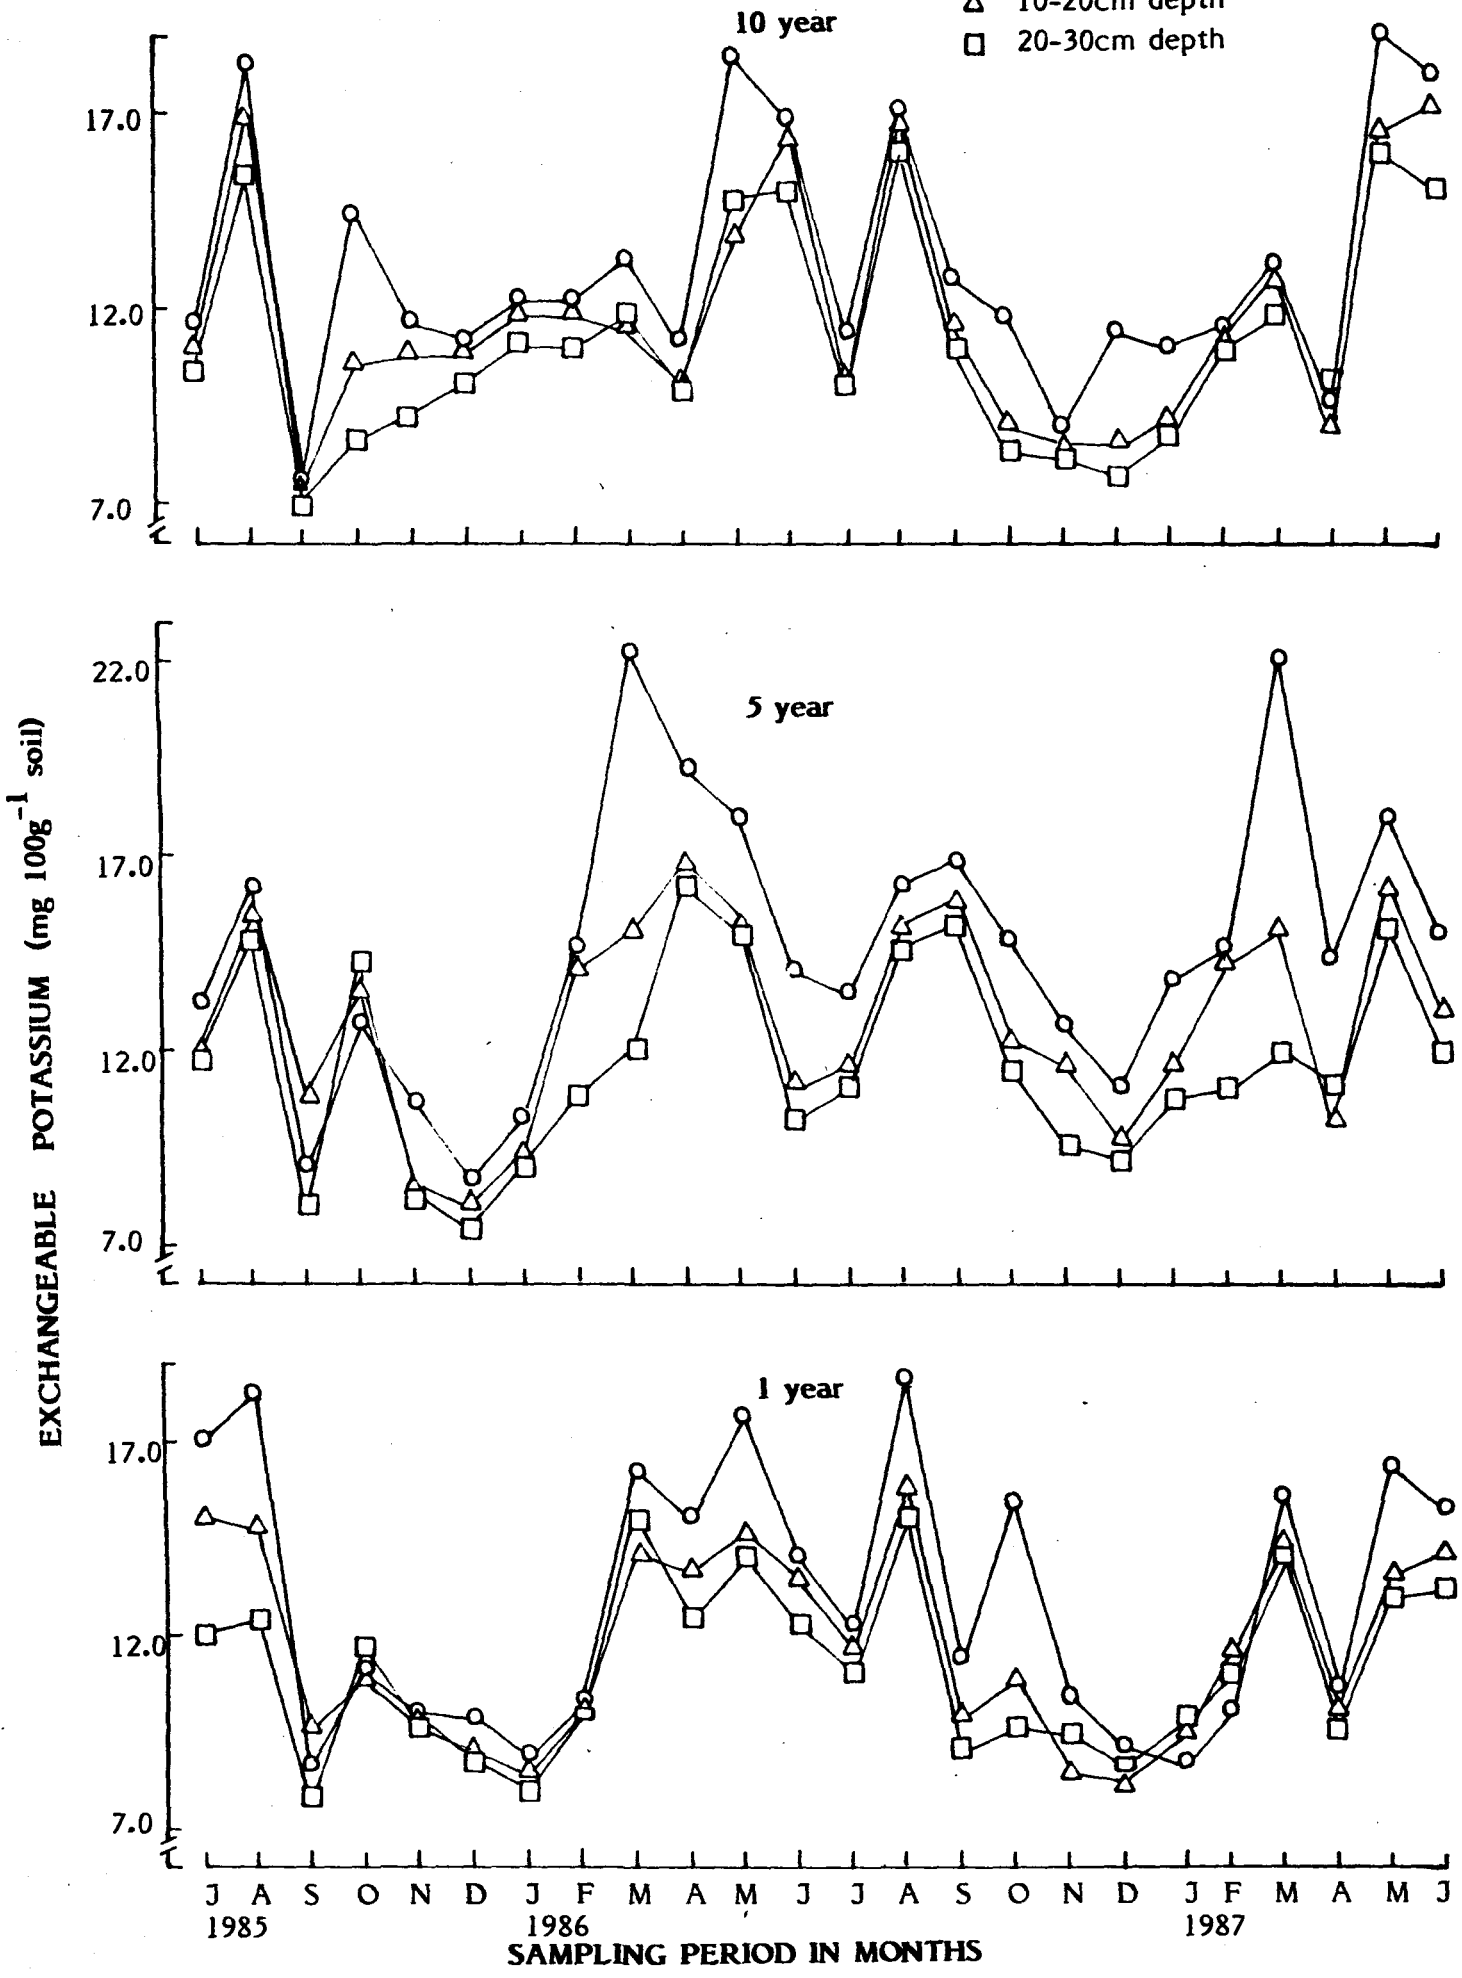 10 year
10-20cm depth
20-30cm depth
17.0
12.0
7.0
22.0
5 year
17.0
12.0
7.0
1 year
17.0
12.0
7.0
EXCHANGEABLE POTASSIUM (mg 100g⁻¹ soil)
J A S O N D J F M A M J J A S O N D J F M A M J
1985 1986 1987
SAMPLING PERIOD IN MONTHS